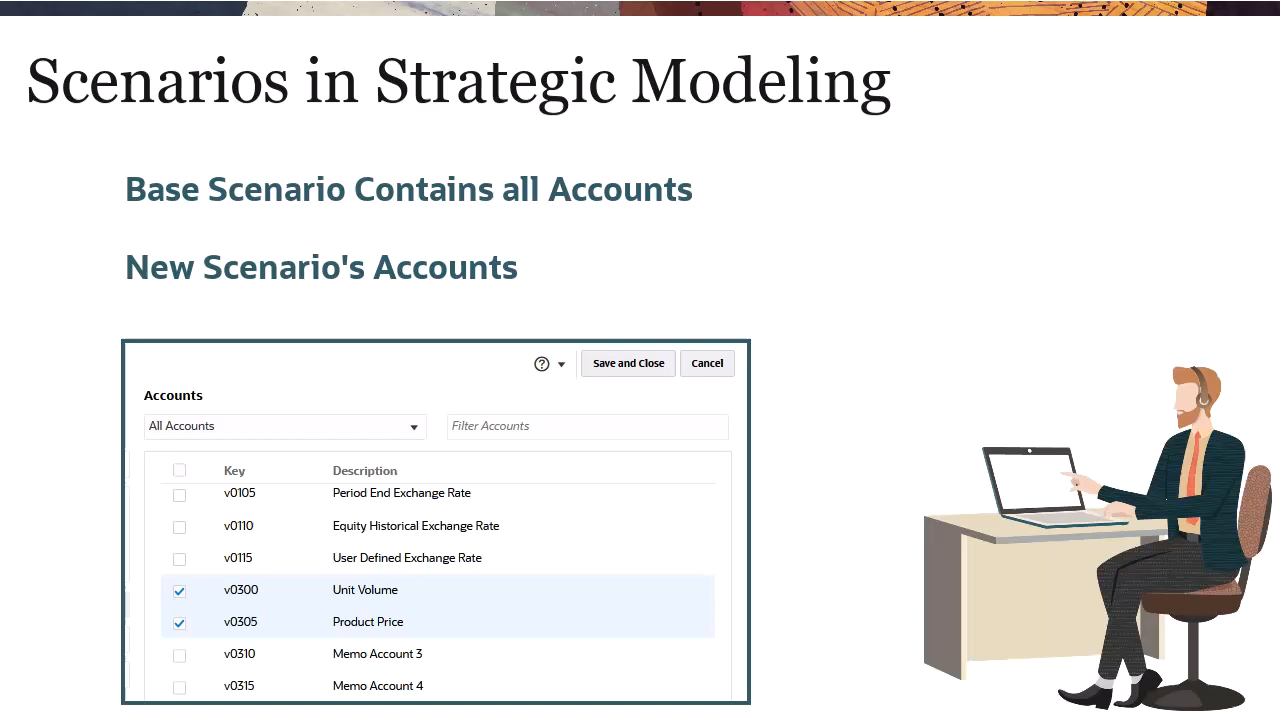 Scenarios in Strategic Modeling
Base Scenario Contains all Accounts
New Scenario's Accounts
? Save and Close Cancel
Accounts
All Accounts Filter Accounts
Key Description
v0105 Period End Exchange Rate
v0110 Equity Historical Exchange Rate
v0115 User Defined Exchange Rate
v0300 Unit Volume
v0305 Product Price
v0310 Memo Account 3
v0315 Memo Account 4